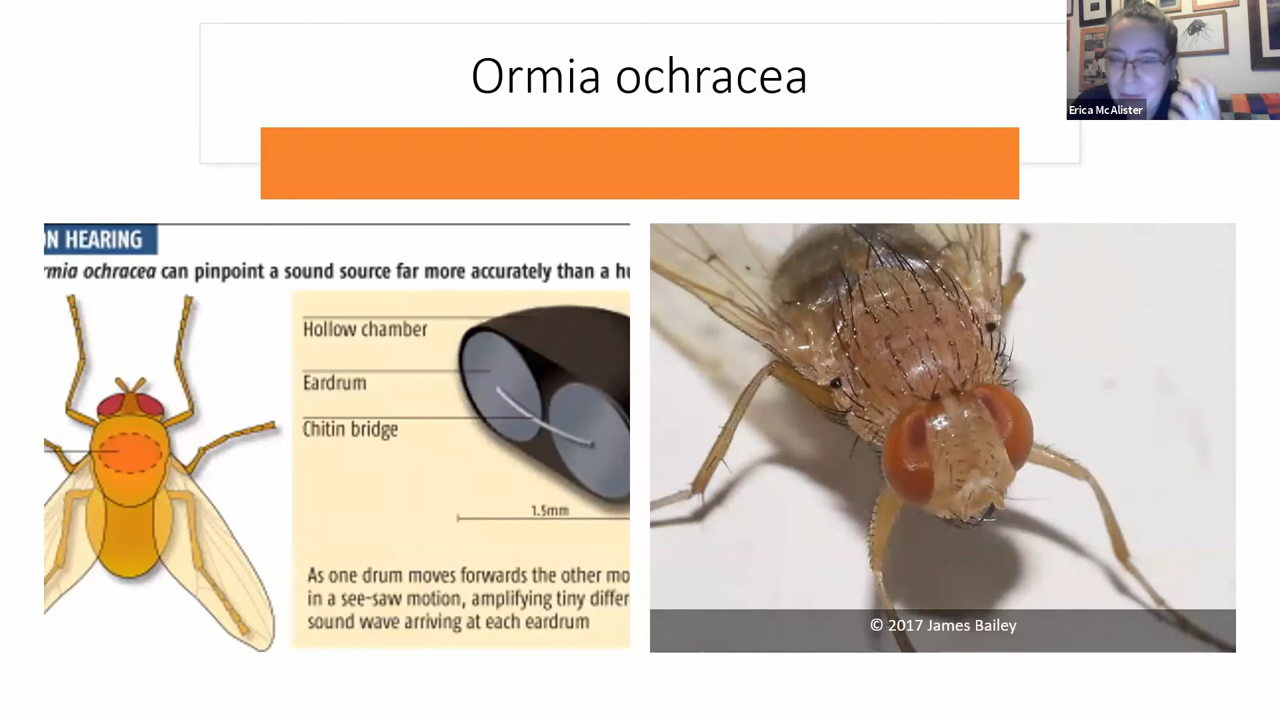 Ormia ochracea
Erica McAlister
N HEARING
rmia ochracea can pinpoint a sound source far more accurately than a hu
Hollow chamber
Eardrum
Chitin bridge
1.5mm
As one drum moves forwards the other mo
in a see-saw motion, amplifying tiny differ
sound wave arriving at each eardrum
© 2017 James Bailey